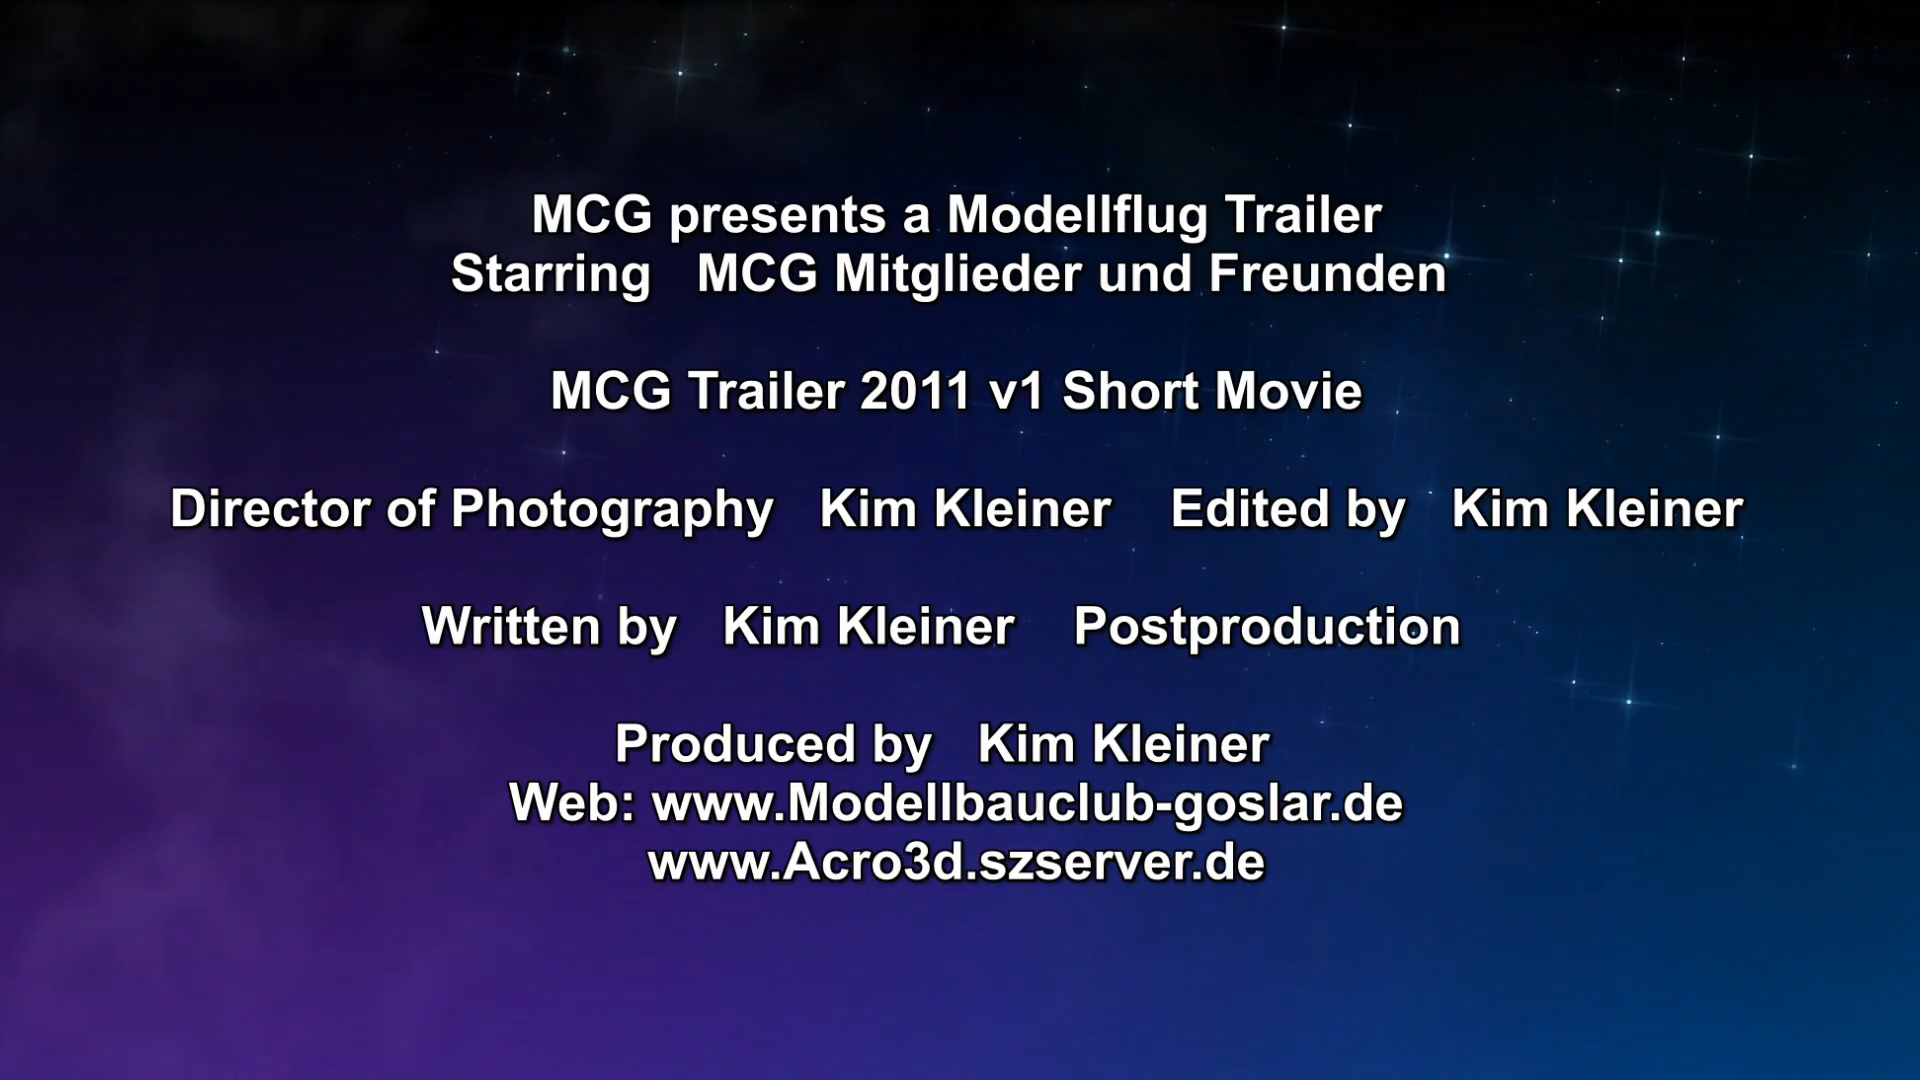 MCG presents a Modellflug Trailer
Starring MCG Mitglieder und Freunden
MCG Trailer 2011 v1 Short Movie
Director of Photography Kim Kleiner Edited by Kim Kleiner
Written by Kim Kleiner Postproduction
Produced by Kim Kleiner
Web: www.Modellbauclub-goslar.de
www.Acro3d.szserver.de